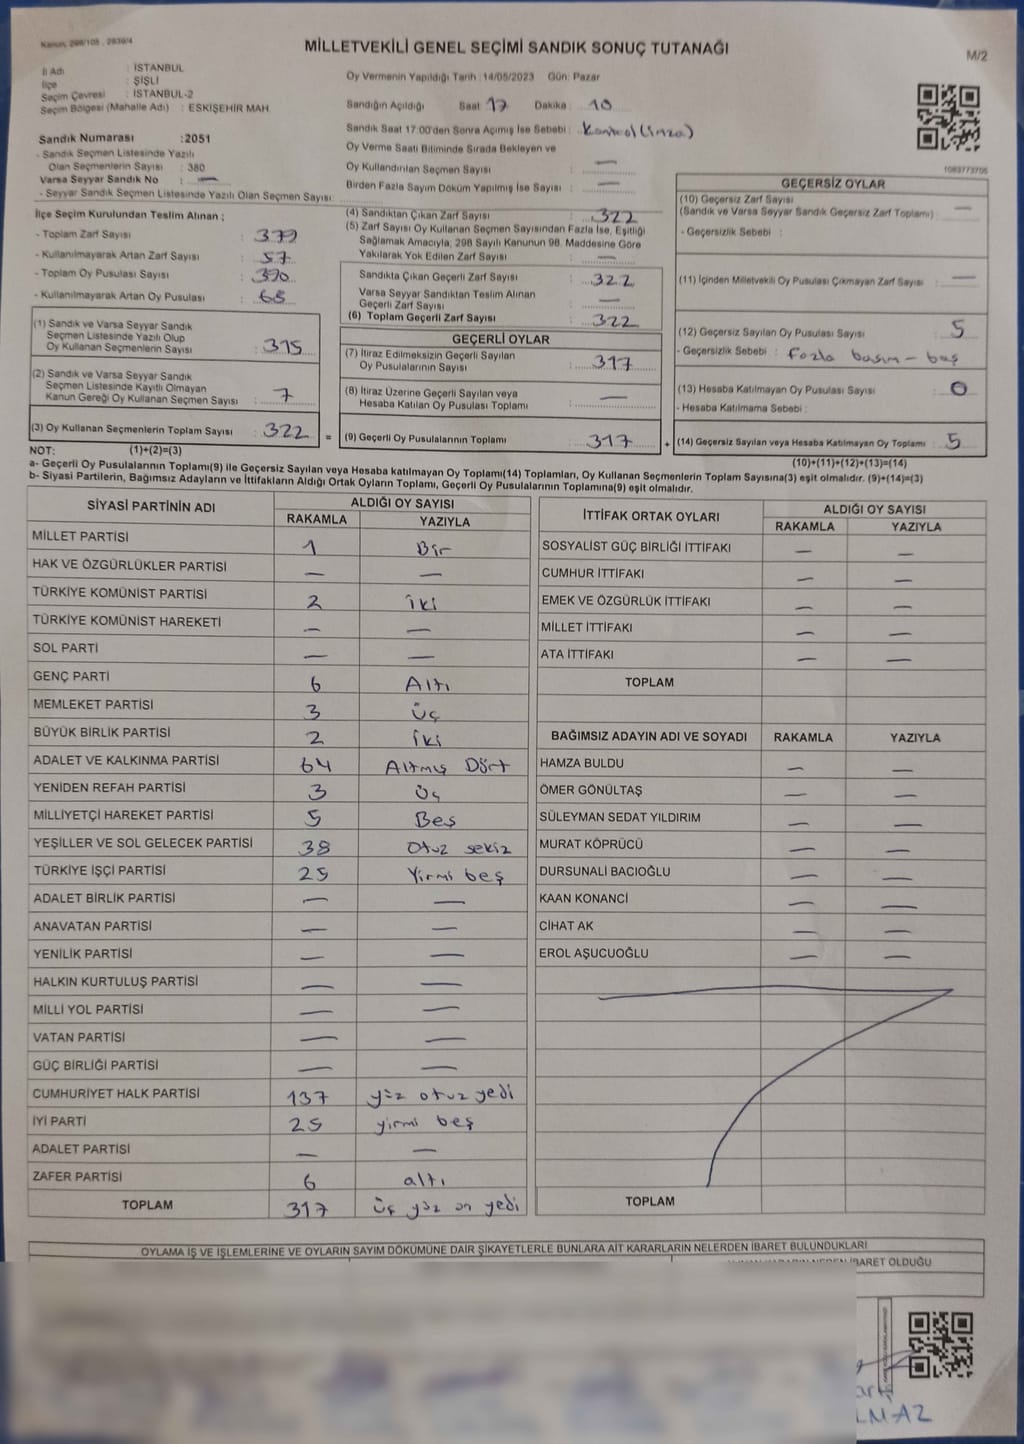 Kanun, 298/105 , 2839/4
MİLLETVEKİLİ GENEL SEÇİMİ SANDIK SONUÇ TUTANAĞI
M/2
İl Adı : İSTANBUL
İlçe : ŞİŞLİ
Seçim Çevresi : İSTANBUL-2
Seçim Bölgesi (Mahalle Adı) : ESKİŞEHİR MAH.
Oy Vermenin Yapıldığı Tarih : 14/05/2023 Gün: Pazar
Sandığın Açıldığı Saat 17 Dakika : 10
Sandık Saat 17:00'den Sonra Açılmış İse Sebebi : Kontrol (imza)
Oy Verme Saati Bitiminde Sırada Bekleyen ve
Oy Kullandırılan Seçmen Sayısı : —
Birden Fazla Sayım Döküm Yapılmış İse Sayısı : —
1083773705
Sandık Numarası : 2051
- Sandık Seçmen Listesinde Yazılı
Olan Seçmenlerin Sayısı : 380
Varsa Seyyar Sandık No : —
- Seyyar Sandık Seçmen Listesinde Yazılı Olan Seçmen Sayısı:
İlçe Seçim Kurulundan Teslim Alınan ;
- Toplam Zarf Sayısı : 379
- Kullanılmayarak Artan Zarf Sayısı : 57
- Toplam Oy Pusulası Sayısı : 390
- Kullanılmayarak Artan Oy Pusulası : 68
(1) Sandık ve Varsa Seyyar Sandık
Seçmen Listesinde Yazılı Olup
Oy Kullanan Seçmenlerin Sayısı : 315
(2) Sandık ve Varsa Seyyar Sandık
Seçmen Listesinde Kayıtlı Olmayan
Kanun Gereği Oy Kullanan Seçmen Sayısı : 7
(3) Oy Kullanan Seçmenlerin Toplam Sayısı : 322 =
(4) Sandıktan Çıkan Zarf Sayısı : 322
(5) Zarf Sayısı Oy Kullanan Seçmen Sayısından Fazla İse, Eşitliği
Sağlamak Amacıyla, 298 Sayılı Kanunun 98. Maddesine Göre
Yakılarak Yok Edilen Zarf Sayısı : —
Sandıkta Çıkan Geçerli Zarf Sayısı : 322
Varsa Seyyar Sandıktan Teslim Alınan
Geçerli Zarf Sayısı : —
(6) Toplam Geçerli Zarf Sayısı : 322
GEÇERLİ OYLAR
(7) İtiraz Edilmeksizin Geçerli Sayılan
Oy Pusulalarının Sayısı : 317
(8) İtiraz Üzerine Geçerli Sayılan veya
Hesaba Katılan Oy Pusulası Toplamı : —
(9) Geçerli Oy Pusulalarının Toplamı : 317 +
GEÇERSİZ OYLAR
(10) Geçersiz Zarf Sayısı
(Sandık ve Varsa Seyyar Sandık Geçersiz Zarf Toplamı) : —
- Geçersizlik Sebebi :
(11) İçinden Milletvekili Oy Pusulası Çıkmayan Zarf Sayısı : —
(12) Geçersiz Sayılan Oy Pusulası Sayısı : 5
- Geçersizlik Sebebi : Fazla basım - boş
(13) Hesaba Katılmayan Oy Pusulası Sayısı : 0
- Hesaba Katılmama Sebebi :
(14) Geçersiz Sayılan veya Hesaba Katılmayan Oy Toplamı : 5
NOT: (1)+(2)=(3)
(10)+(11)+(12)+(13)=(14)
a- Geçerli Oy Pusulalarının Toplamı(9) ile Geçersiz Sayılan veya Hesaba katılmayan Oy Toplamı(14) Toplamları, Oy Kullanan Seçmenlerin Toplam Sayısına(3) eşit olmalıdır. (9)+(14)=(3)
b- Siyasi Partilerin, Bağımsız Adayların ve İttifakların Aldığı Ortak Oyların Toplamı, Geçerli Oy Pusulalarının Toplamına(9) eşit olmalıdır.
SİYASİ PARTİNİN ADI ALDIĞI OY SAYISI
RAKAMLA YAZIYLA
MİLLET PARTİSİ 1 Bir
HAK VE ÖZGÜRLÜKLER PARTİSİ — —
TÜRKİYE KOMÜNİST PARTİSİ 2 iki
TÜRKİYE KOMÜNİST HAREKETİ — —
SOL PARTİ — —
GENÇ PARTİ 6 Altı
MEMLEKET PARTİSİ 3 üç
BÜYÜK BİRLİK PARTİSİ 2 iki
ADALET VE KALKINMA PARTİSİ 64 Altmış Dört
YENİDEN REFAH PARTİSİ 3 üç
MİLLİYETÇİ HAREKET PARTİSİ 5 Beş
YEŞİLLER VE SOL GELECEK PARTİSİ 38 Otuz sekiz
TÜRKİYE İŞÇİ PARTİSİ 25 Yirmi beş
ADALET BİRLİK PARTİSİ — —
ANAVATAN PARTİSİ — —
YENİLİK PARTİSİ — —
HALKIN KURTULUŞ PARTİSİ — —
MİLLİ YOL PARTİSİ — —
VATAN PARTİSİ — —
GÜÇ BİRLİĞİ PARTİSİ — —
CUMHURİYET HALK PARTİSİ 137 yüz otuz yedi
İYİ PARTİ 25 yirmi beş
ADALET PARTİSİ — —
ZAFER PARTİSİ 6 altı
TOPLAM 317 üç yüz on yedi
İTTİFAK ORTAK OYLARI ALDIĞI OY SAYISI
RAKAMLA YAZIYLA
SOSYALİST GÜÇ BİRLİĞİ İTTİFAKI — —
CUMHUR İTTİFAKI — —
EMEK VE ÖZGÜRLÜK İTTİFAKI — —
MİLLET İTTİFAKI — —
ATA İTTİFAKI — —
TOPLAM
BAĞIMSIZ ADAYIN ADI VE SOYADI RAKAMLA YAZIYLA
HAMZA BULDU — —
ÖMER GÖNÜLTAŞ — —
SÜLEYMAN SEDAT YILDIRIM — —
MURAT KÖPRÜCÜ — —
DURSUNALİ BACIOĞLU — —
KAAN KONANCİ — —
CİHAT AK — —
EROL AŞUCUOĞLU — —
TOPLAM
OYLAMA İŞ VE İŞLEMLERİNE VE OYLARIN SAYIM DÖKÜMÜNE DAİR ŞİKAYETLERLE BUNLARA AİT KARARLARIN NELERDEN İBARET BULUNDUKLARI
İBARET OLDUĞU